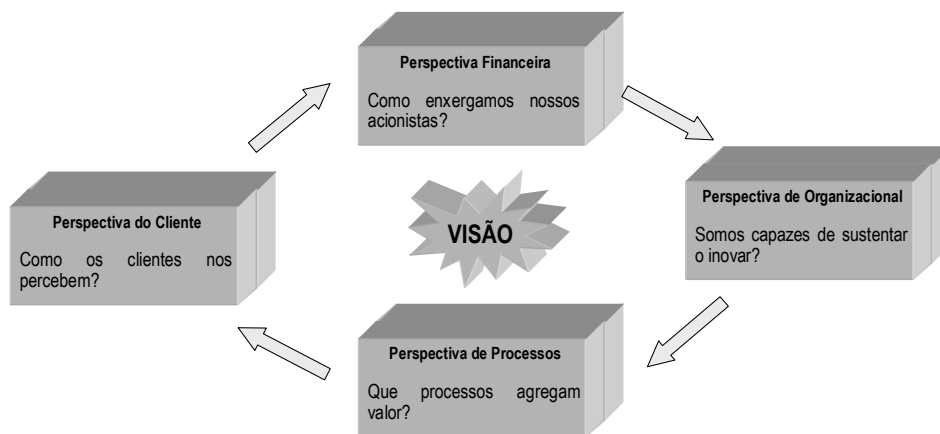 Perspectiva Financeira
Como enxergamos nossos
acionistas?
Perspectiva do Cliente
Como os clientes nos
percebem?
VISÃO
Perspectiva de Organizacional
Somos capazes de sustentar
o inovar?
Perspectiva de Processos
Que processos agregam
valor?